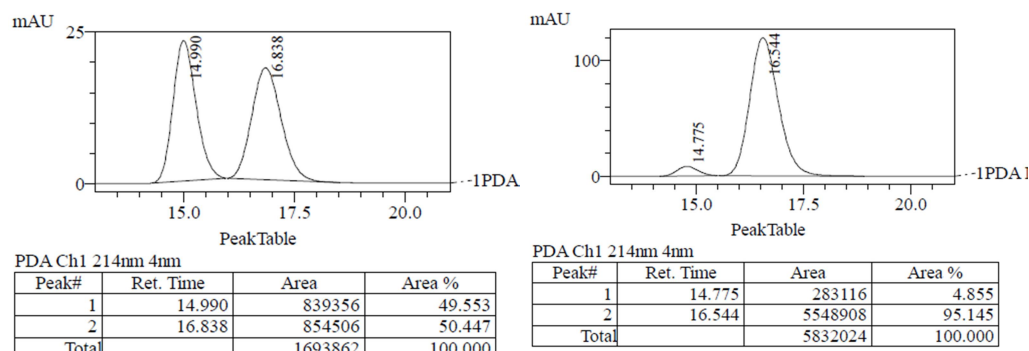 mAU
25
14.990
16.838
0
-1PDA
15.0 17.5 20.0
PeakTable
PDA Ch1 214nm 4nm
Peak# Ret. Time Area Area %
1 14.990 839356 49.553
2 16.838 854506 50.447
Total 1693862 100.000
mAU
100
16.544
14.775
0
-1PDA 1
15.0 17.5 20.0
PeakTable
PDA Ch1 214nm 4nm
Peak# Ret. Time Area Area %
1 14.775 283116 4.855
2 16.544 5548908 95.145
Total 5832024 100.000